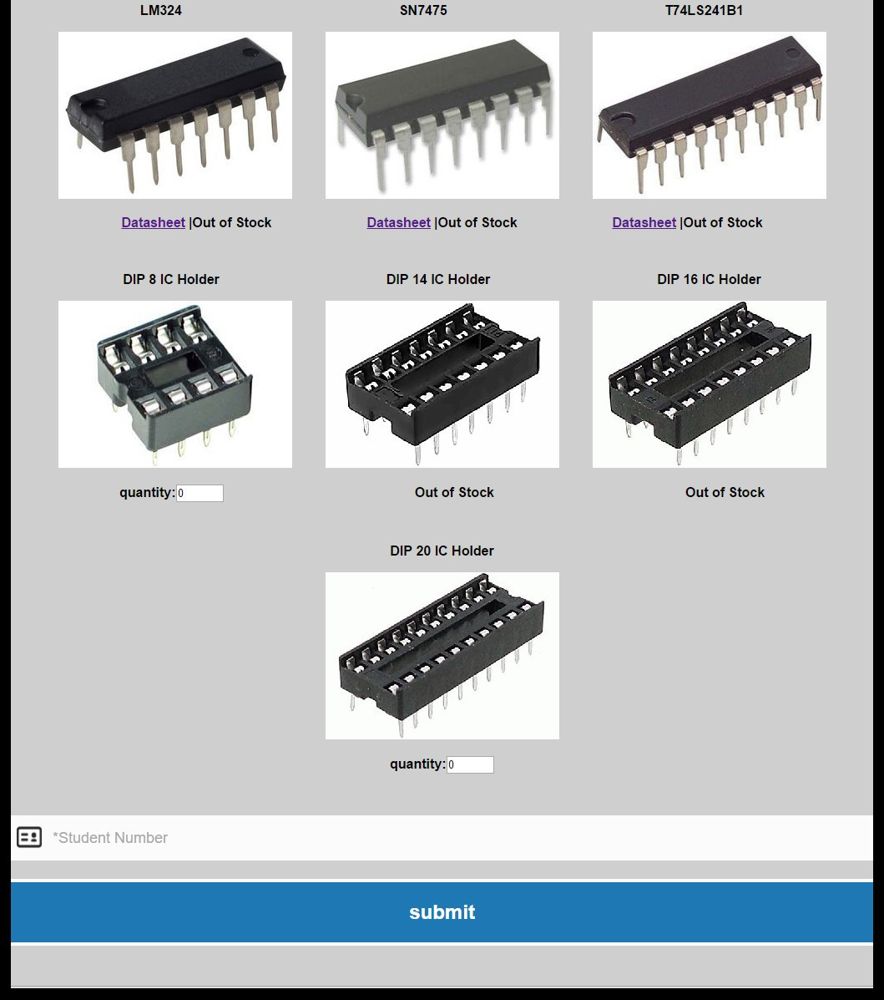 LM324
SN7475
T74LS241B1
Datasheet |Out of Stock
Datasheet |Out of Stock
Datasheet |Out of Stock
DIP 8 IC Holder
DIP 14 IC Holder
DIP 16 IC Holder
quantity:0
Out of Stock
Out of Stock
DIP 20 IC Holder
quantity:0
*Student Number
submit